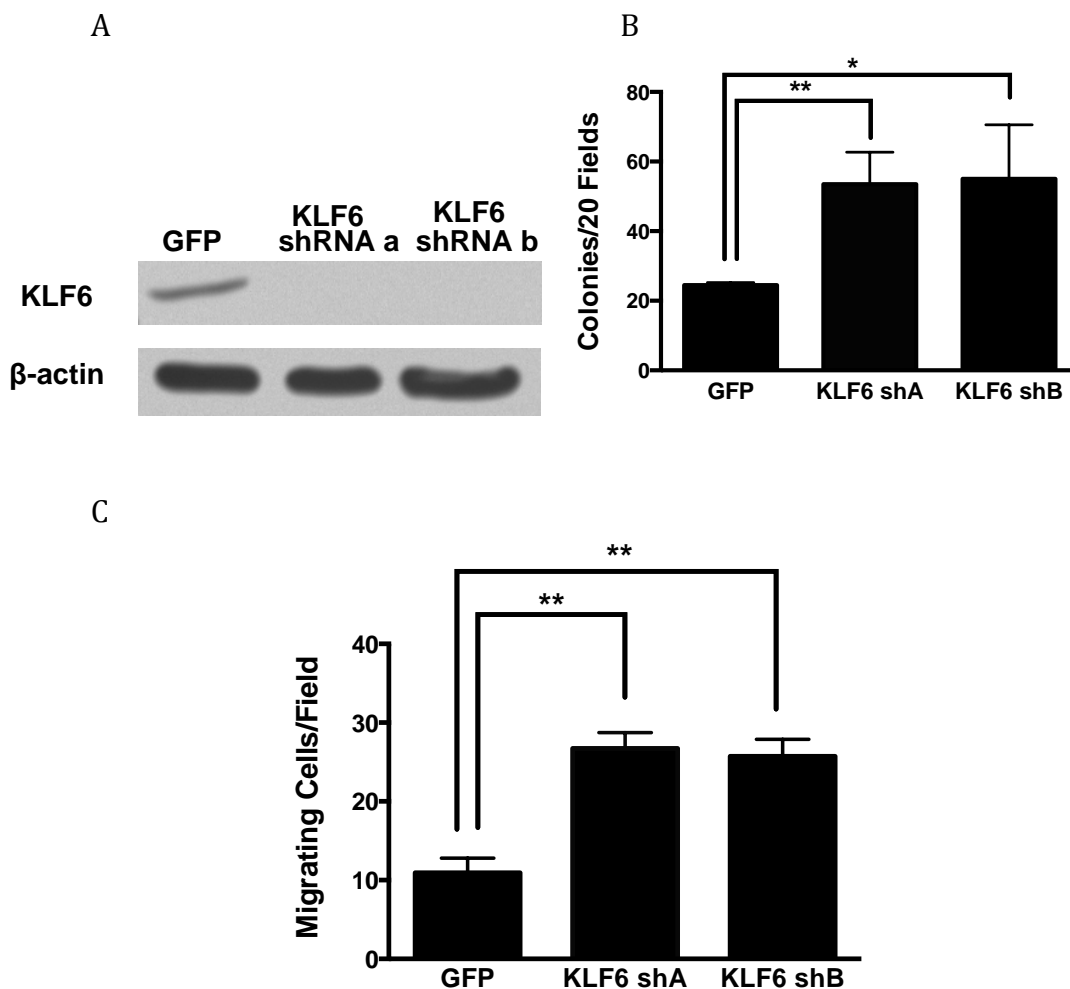 A
GFP
KLF6
shRNA a
KLF6
shRNA b
KLF6
β-actin
B
*
**
Colonies/20 Fields
80
60
40
20
0
GFP
KLF6 shA
KLF6 shB
C
**
**
Migrating Cells/Field
40
30
20
10
0
GFP
KLF6 shA
KLF6 shB